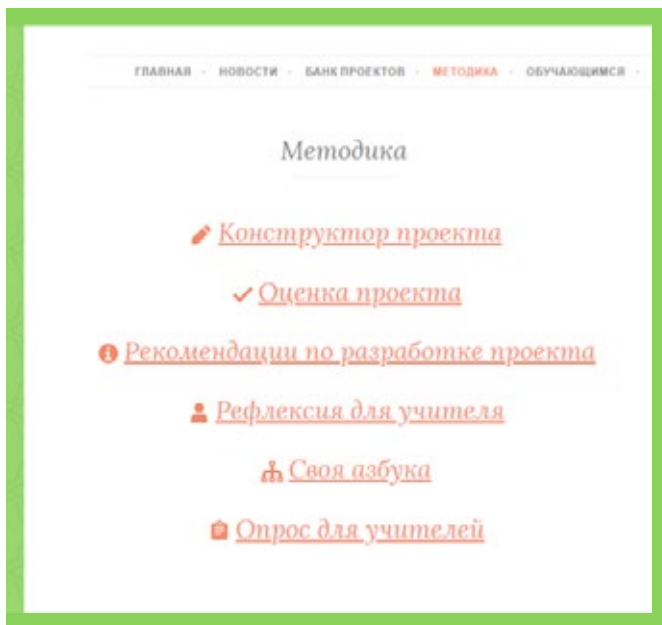 ГЛАВНАЯ · НОВОСТИ · БАНК ПРОЕКТОВ · МЕТОДИКА · ОБУЧАЮЩИМСЯ ·
Методика
Конструктор проекта
Оценка проекта
Рекомендации по разработке проекта
Рефлексия для учителя
Своя азбука
Опрос для учителей